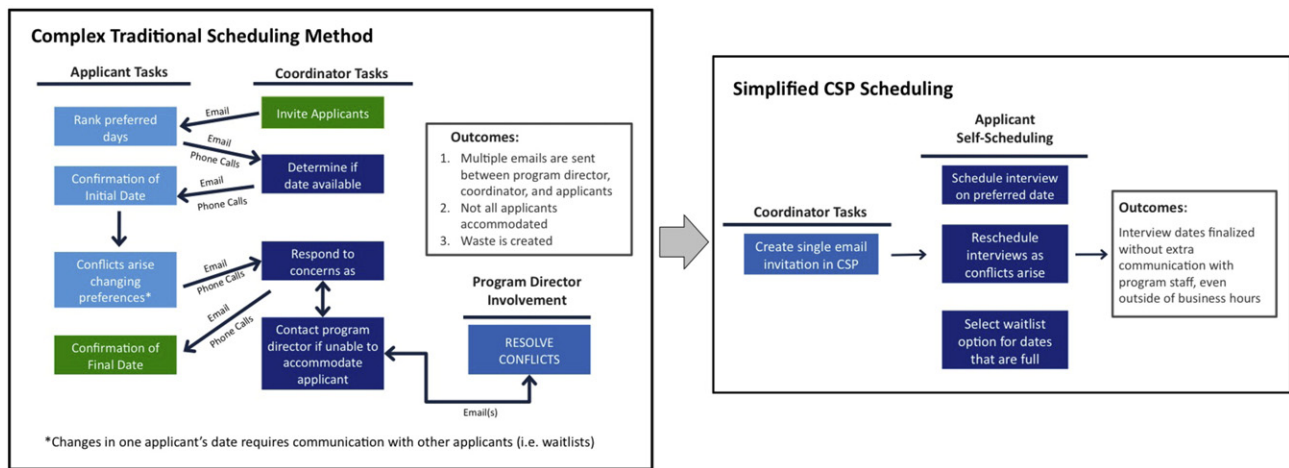 Complex Traditional Scheduling Method
Applicant Tasks
Coordinator Tasks
Invite Applicants
Email
Rank preferred
days
Email
Phone Calls
Determine if
date available
Email
Phone Calls
Confirmation of
Initial Date
Conflicts arise
changing
preferences*
Email
Phone Calls
Respond to
concerns as
Email
Phone Calls
Confirmation of
Final Date
Contact program
director if unable to
accommodate
applicant
Email(s)
Program Director
Involvement
RESOLVE
CONFLICTS
Outcomes:
1. Multiple emails are sent
between program director,
coordinator, and applicants
2. Not all applicants
accommodated
3. Waste is created
*Changes in one applicant's date requires communication with other applicants (i.e. waitlists)
Simplified CSP Scheduling
Coordinator Tasks
Create single email
invitation in CSP
Applicant
Self-Scheduling
Schedule interview
on preferred date
Reschedule
interviews as
conflicts arise
Select waitlist
option for dates
that are full
Outcomes:
Interview dates finalized
without extra
communication with
program staff, even
outside of business hours